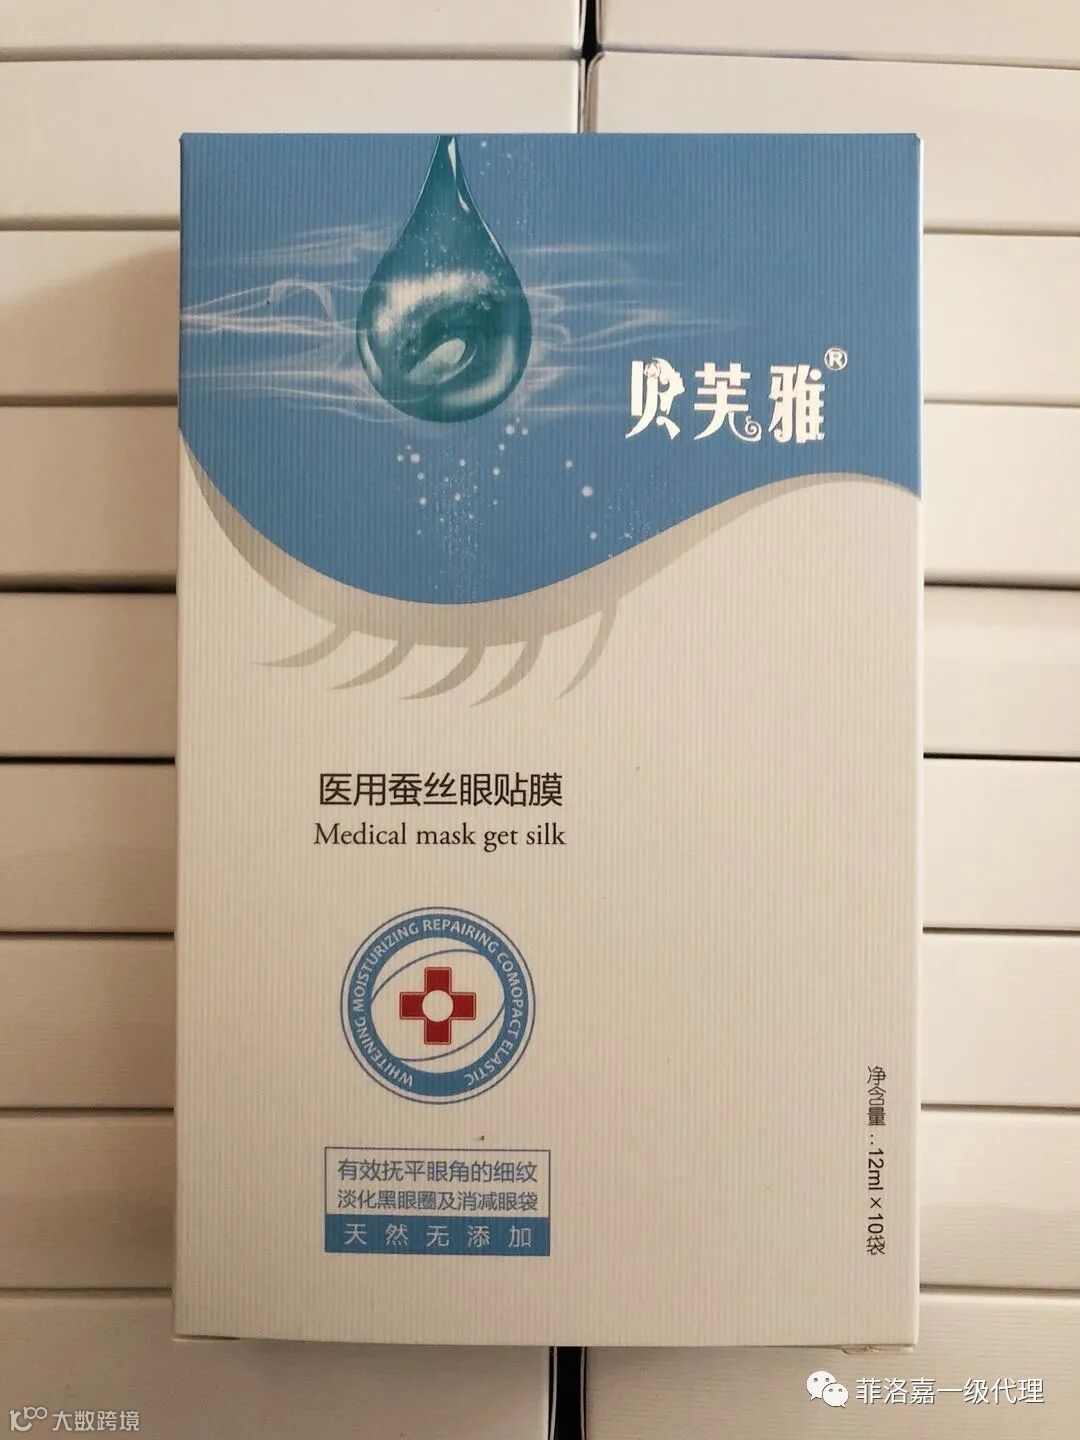 贝芙雅®
医用蚕丝眼贴膜
Medical mask get silk
WHITENING MOISTURIZING REPAIRING COMOPACT ELASTIC
有效抚平眼角的细纹
淡化黑眼圈及消减眼袋
天然无添加
净含量:12ml×10袋
菲洛嘉一级代理
大数跨境